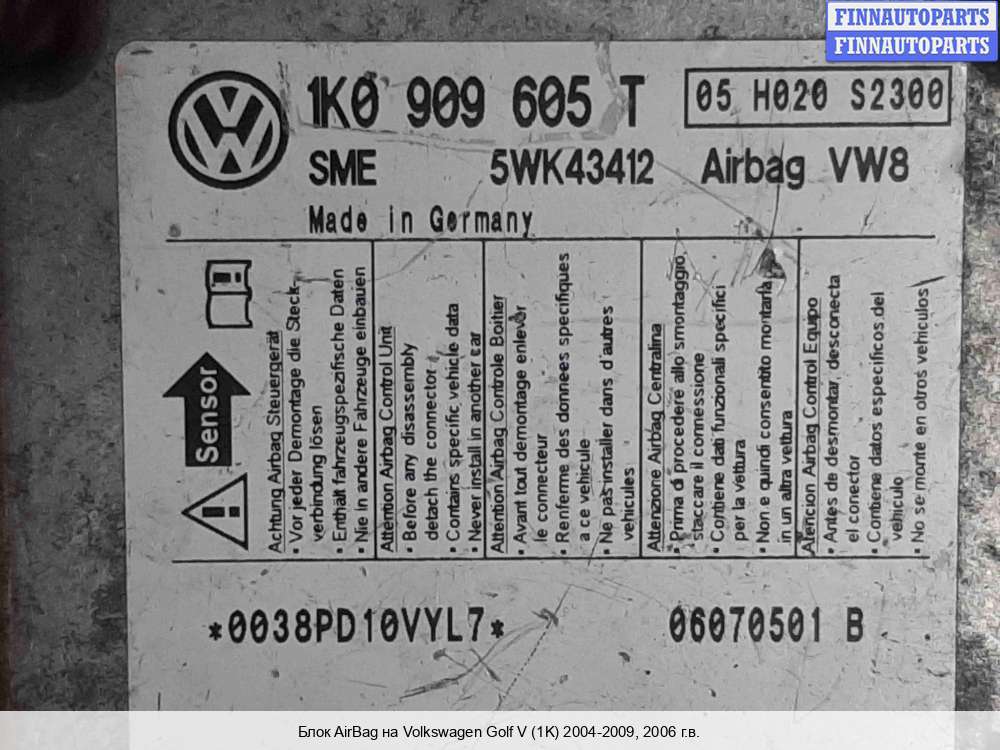 FINNAUTOPARTS
FINNAUTOPARTS
1K0 909 605 T
05 H020 S2300
SME 5WK43412 Airbag VW8
Made in Germany
Sensor
Achtung Airbag Steuergerät
• Vor jeder Demontage die Steck-
verbindung lösen
• Enthält fahrzeugspezifische Daten
• Nie in andere Fahrzeuge einbauen
Attention Airbag Control Unit
• Before any disassembly
detach the connector
• Contains specific vehicle data
• Never install in another car
Attention Airbag Controle Boitier
• Avant tout demontage enlever
le connecteur
• Renferme des donnees specifiques
a ce vehicule
• Ne pas installer dans d'autres
vehicules
Attenzione Airbag Centralina
• Prima di procedere allo smontaggio,
staccare il connessione
• Contiene dati funzionali specifici
per la vettura
• Non e quindi consentito montarla
in un altra vettura
Atencion Airbag Control Equipo
• Antes de desmontar, desconecta
el conector
• Contiene datos especificos del
vehiculo
• No se monte en otros vehiculos
*0038PD10VYL7* 06070501 B
Блок AirBag на Volkswagen Golf V (1K) 2004-2009, 2006 г.в.